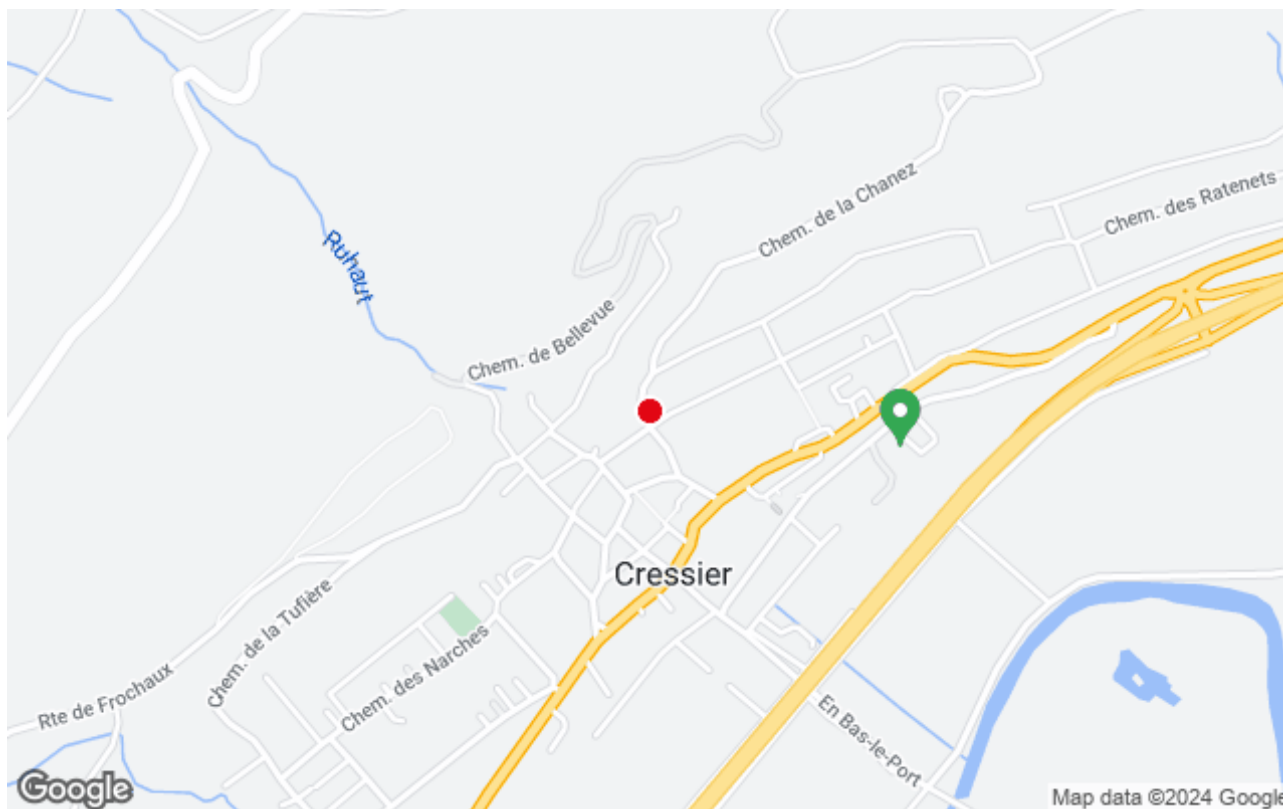 Chem. de la Chanez
Chem. des Ratenets
Ruhaut
Chem. de Bellevue
Cressier
Chem. de la Tufière
Chem. des Narches
Rte de Frochaux
En Bas-le-Port
Google
Map data ©2024 Google